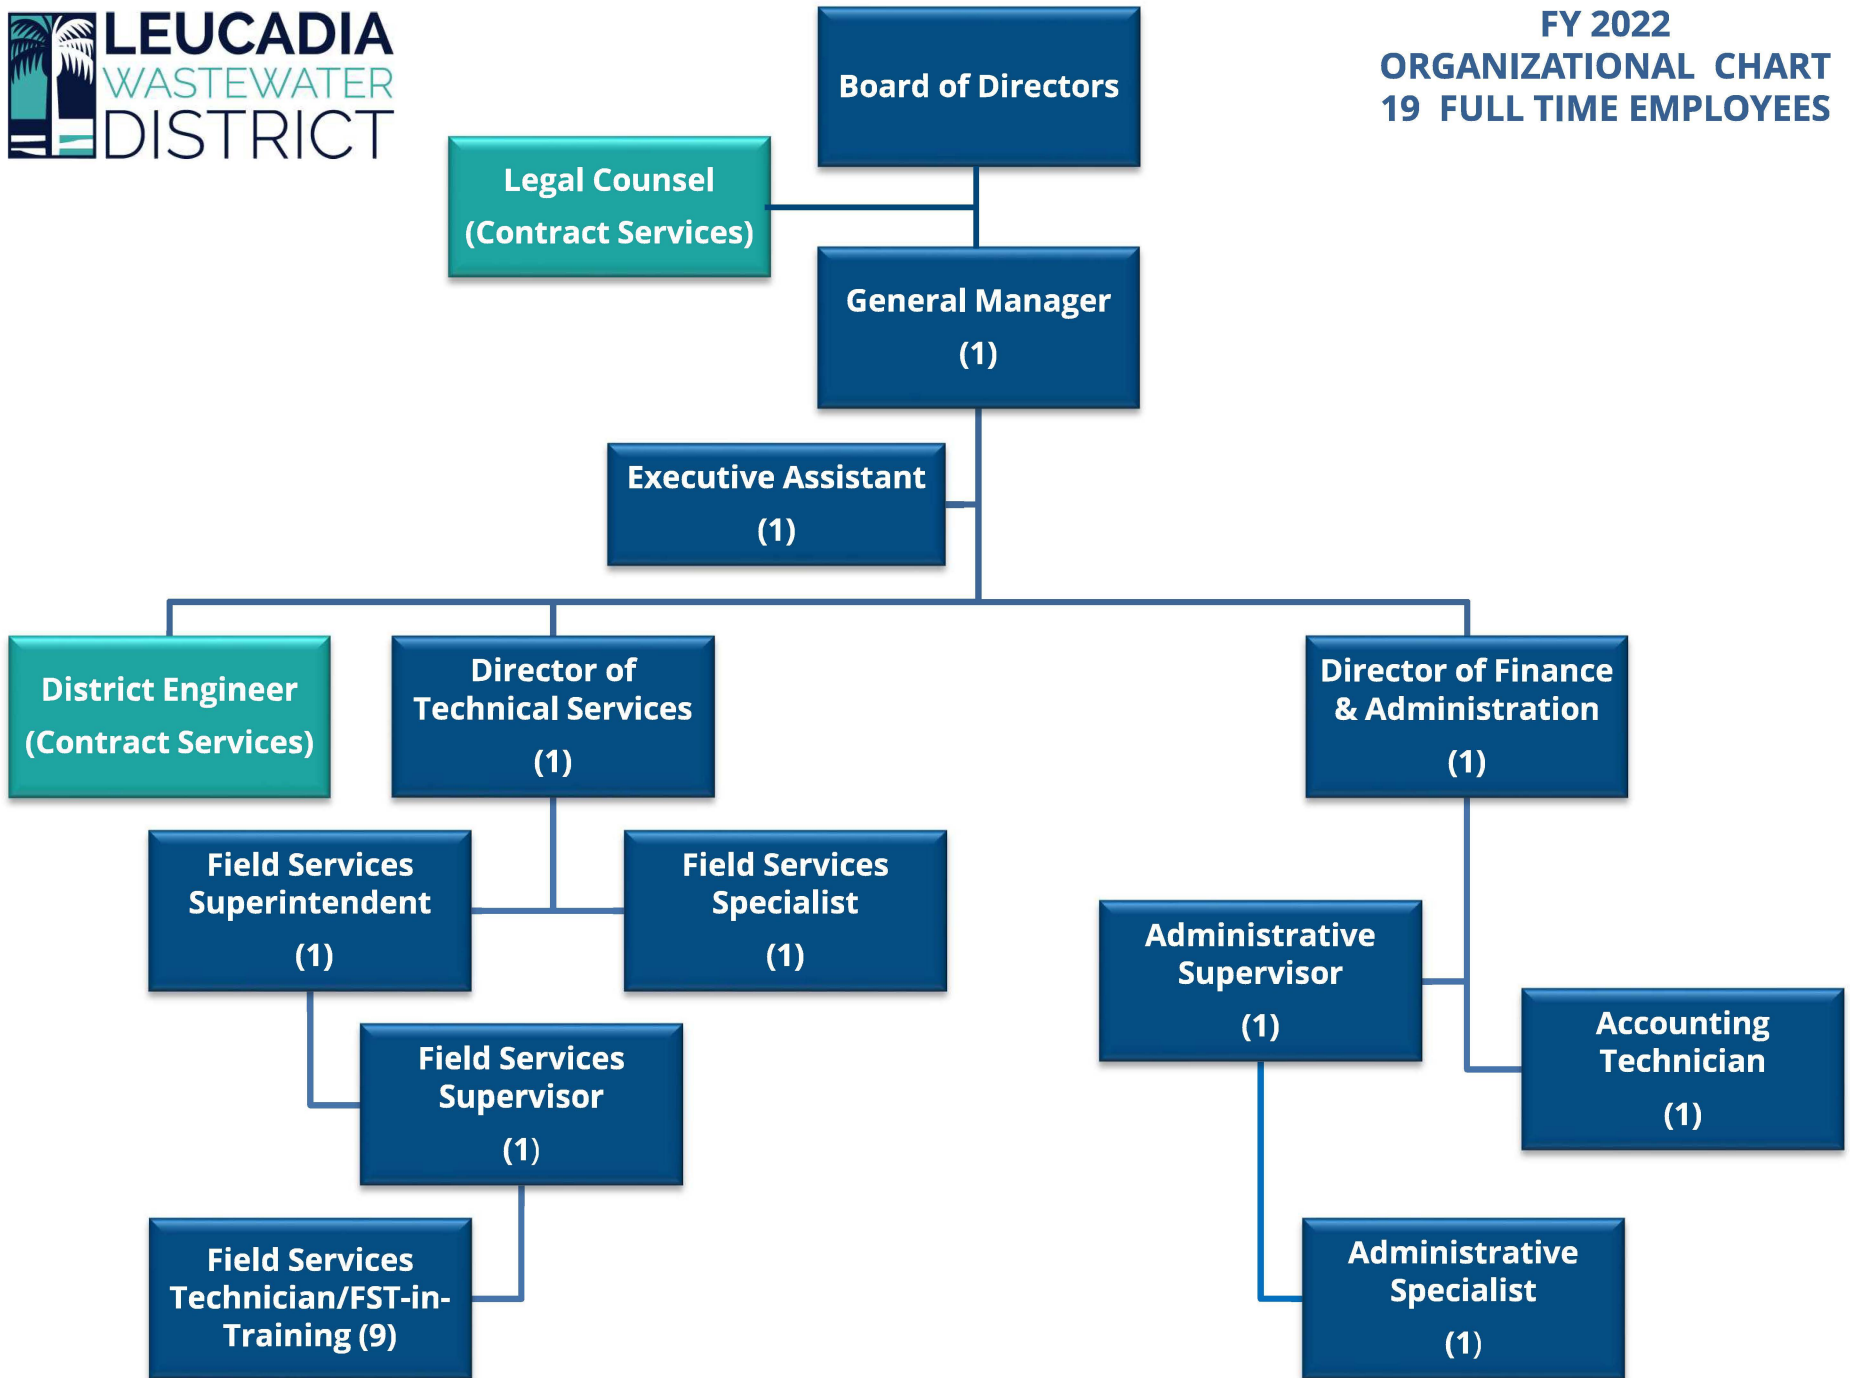 LEUCADIA
WASTEWATER
DISTRICT
FY 2022
ORGANIZATIONAL CHART
19 FULL TIME EMPLOYEES
Board of Directors
Legal Counsel
(Contract Services)
General Manager
(1)
Executive Assistant
(1)
District Engineer
(Contract Services)
Director of
Technical Services
(1)
Director of Finance
& Administration
(1)
Field Services
Superintendent
(1)
Field Services
Specialist
(1)
Administrative
Supervisor
(1)
Accounting
Technician
(1)
Field Services
Supervisor
(1)
Field Services
Technician/FST-in-
Training (9)
Administrative
Specialist
(1)